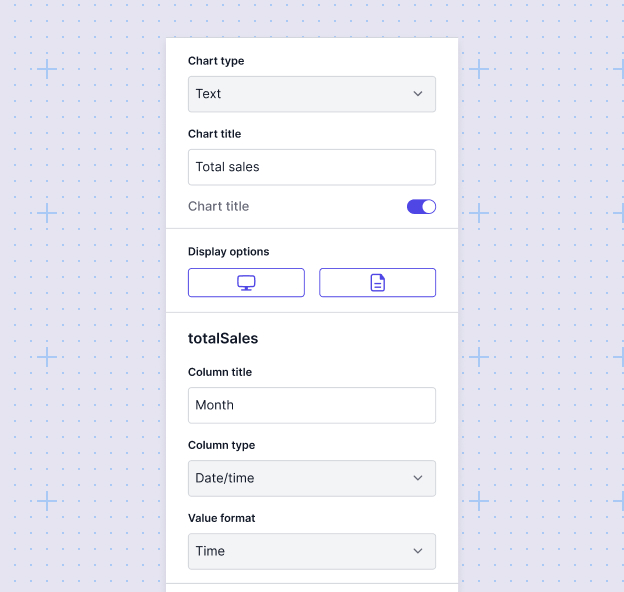 Chart type
Text
Chart title
Total sales
Chart title
Display options
totalSales
Column title
Month
Column type
Date/time
Value format
Time